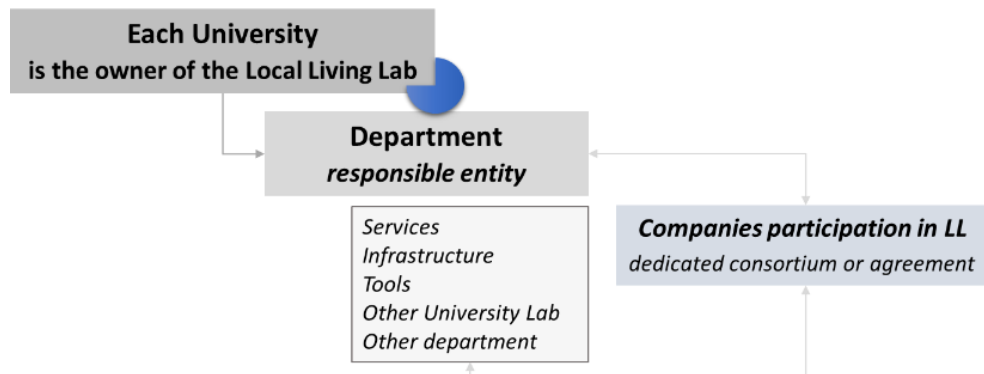 Each University
is the owner of the Local Living Lab
Department
responsible entity
Services
Infrastructure
Tools
Other University Lab
Other department
Companies participation in LL
dedicated consortium or agreement